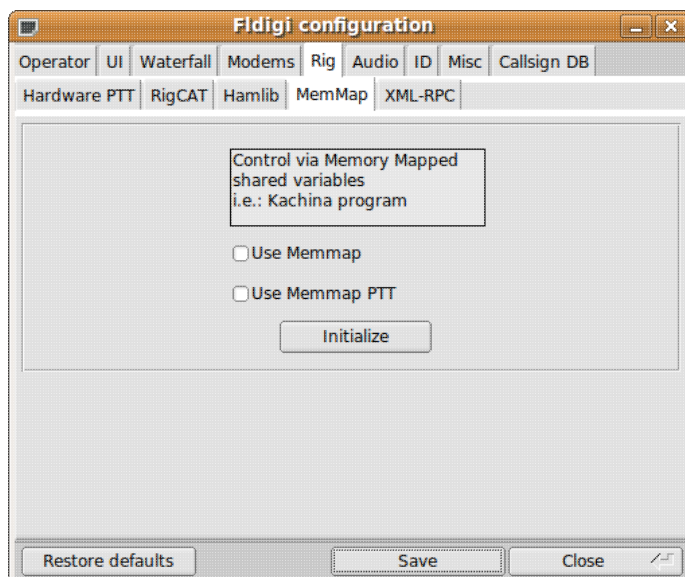 Fldigi configuration
Operator UI Waterfall Modems Rig Audio ID Misc Callsign DB
Hardware PTT RigCAT Hamlib MemMap XML-RPC
Control via Memory Mapped
shared variables
i.e.: Kachina program
Use Memmap
Use Memmap PTT
Initialize
Restore defaults Save Close